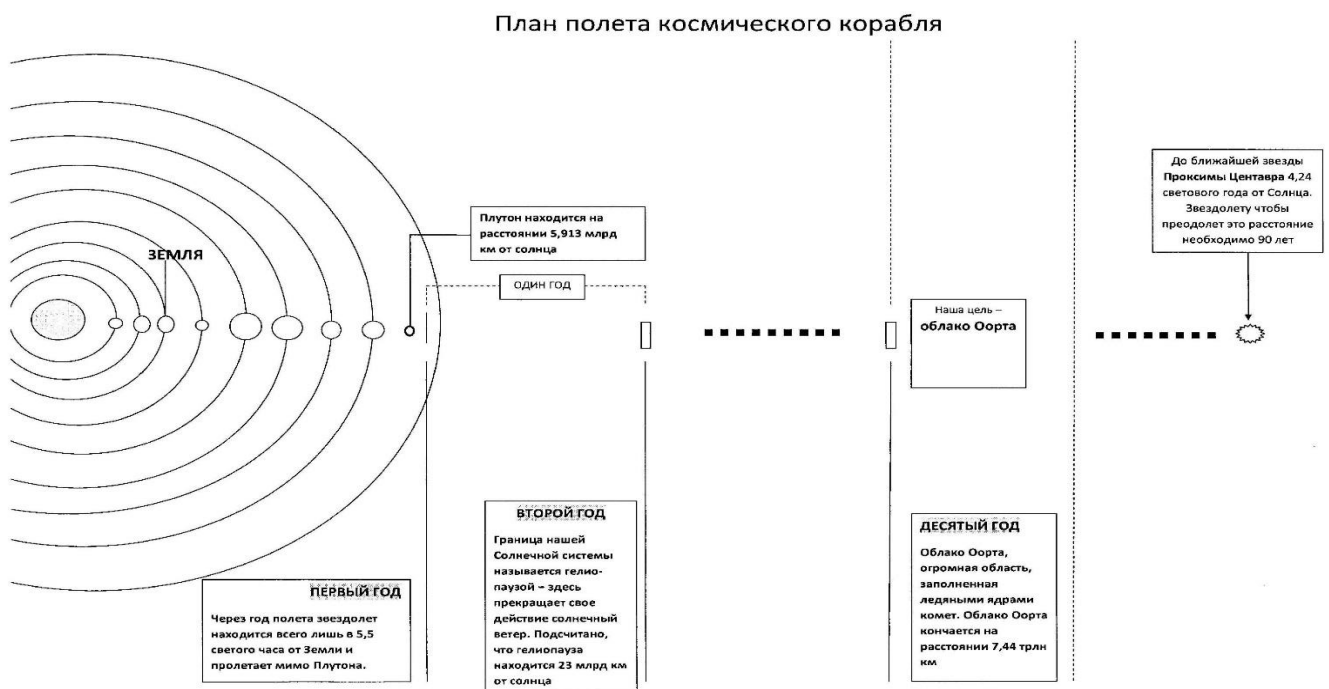 План полета космического корабля
До ближайшей звезды
Проксимы Центавра 4,24
светового года от Солнца.
Звездолету чтобы
преодолет это расстояние
необходимо 90 лет
Плутон находится на
расстоянии 5,913 млрд
км от солнца
ЗЕМЛЯ
ОДИН ГОД
Наша цель –
облако Оорта
ПЕРВЫЙ ГОД
Через год полета звездолет
находится всего лишь в 5,5
светого часа от Земли и
пролетает мимо Плутона.
ВТОРОЙ ГОД
Граница нашей
Солнечной системы
называется гелио-
паузой – здесь
прекращает свое
действие солнечный
ветер. Подсчитано,
что гелиопауза
находится 23 млрд км
от солнца
ДЕСЯТЫЙ ГОД
Облако Оорта,
огромная область,
заполненная
ледяными ядрами
комет. Облако Оорта
кончается на
расстоянии 7,44 трлн
км